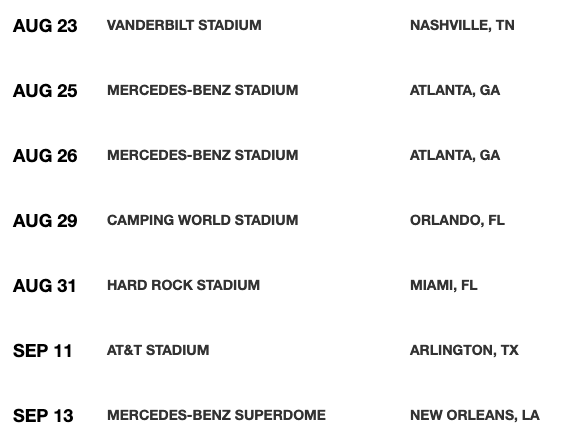 AUG 23 VANDERBILT STADIUM NASHVILLE, TN
AUG 25 MERCEDES-BENZ STADIUM ATLANTA, GA
AUG 26 MERCEDES-BENZ STADIUM ATLANTA, GA
AUG 29 CAMPING WORLD STADIUM ORLANDO, FL
AUG 31 HARD ROCK STADIUM MIAMI, FL
SEP 11 AT&T STADIUM ARLINGTON, TX
SEP 13 MERCEDES-BENZ SUPERDOME NEW ORLEANS, LA